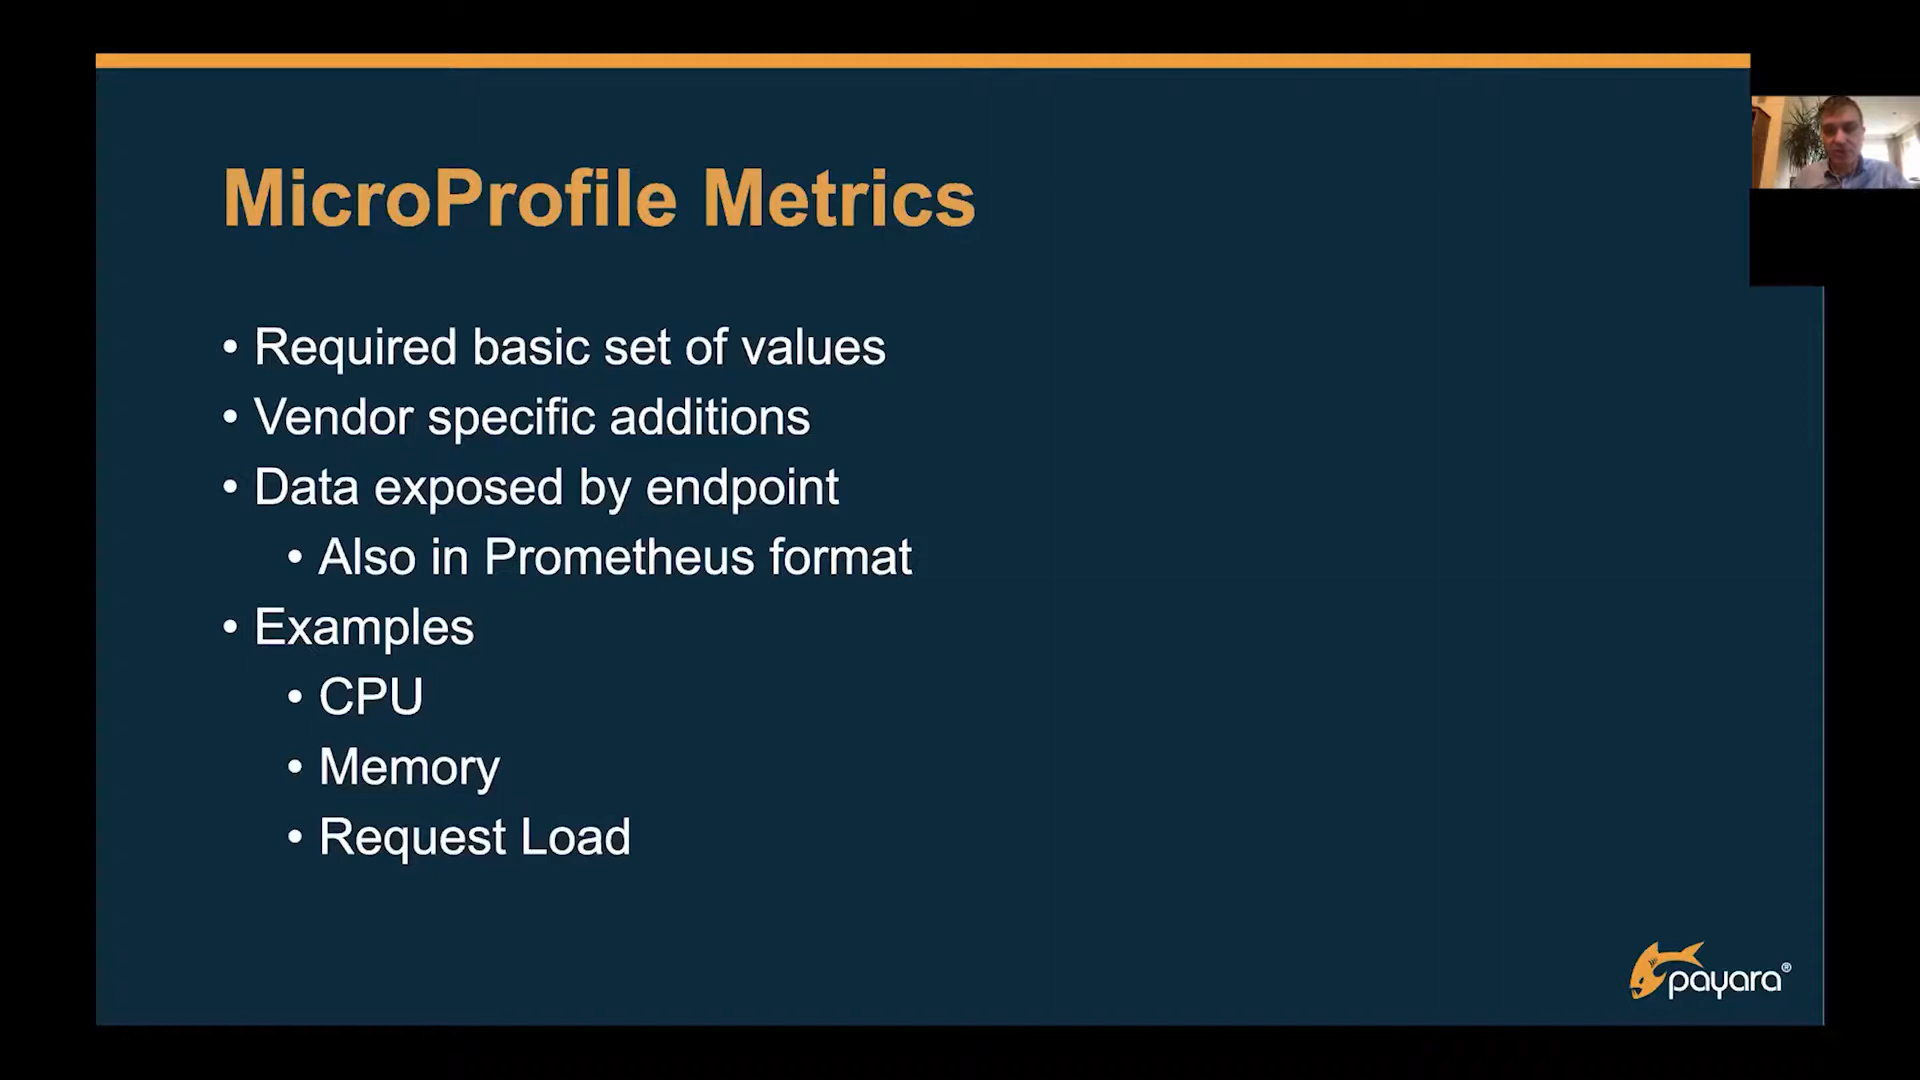 MicroProfile Metrics
• Required basic set of values
• Vendor specific additions
• Data exposed by endpoint
• Also in Prometheus format
• Examples
• CPU
• Memory
• Request Load
payara®